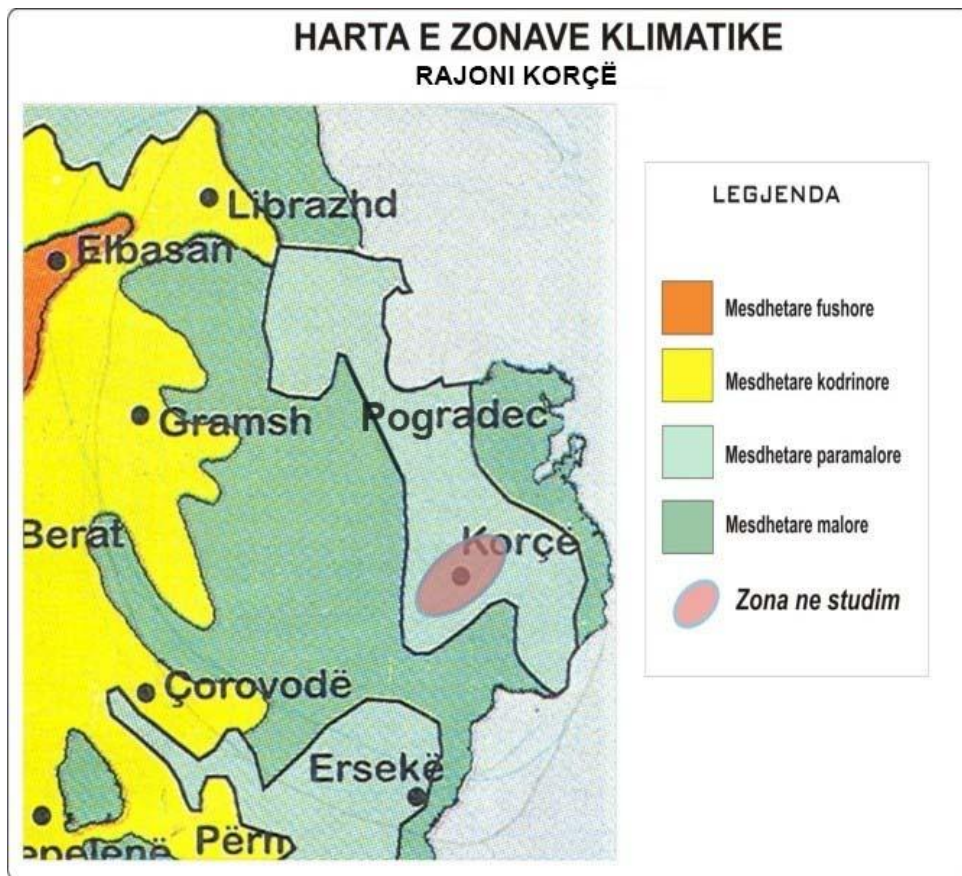 HARTA E ZONAVE KLIMATIKE
RAJONI KORÇË
LEGJENDA
Mesdhetare fushore
Mesdhetare kodrinore
Mesdhetare paramalore
Mesdhetare malore
Zona ne studim
Librazhd
Elbasan
Gramsh
Pogradec
Berat
Korçë
Çorovodë
Ersekë
Përm
epelenë